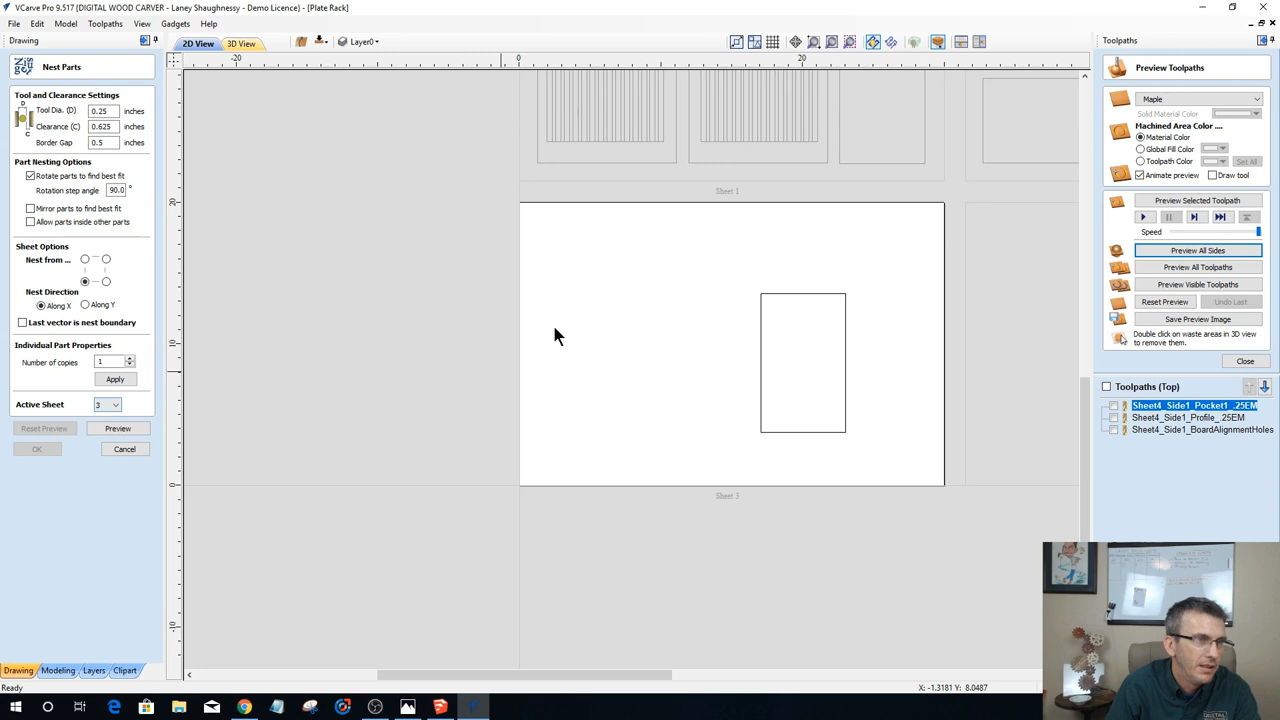 VCarve Pro 9.517 {DIGITAL WOOD CARVER - Laney Shaughnessy - Demo Licence} - [Plate Rack]
File Edit Model Toolpaths View Gadgets Help
Drawing
2D View 3D View
Layer0
Toolpaths
Nest Parts
Tool and Clearance Settings
D
C
Tool Dia. (D) 0.25 inches
Clearance (C) 0.625 inches
Border Gap 0.5 inches
Part Nesting Options
Rotate parts to find best fit
Rotation step angle 90.0 °
Mirror parts to find best fit
Allow parts inside other parts
Sheet Options
Nest from ...
Nest Direction
Along X Along Y
Last vector is nest boundary
Individual Part Properties
Number of copies 1
Apply
Active Sheet 3
Reset Preview Preview
OK Cancel
-20 0 20
20
10
0
-10
Sheet 1
Sheet 3
Preview Toolpaths
Maple
Solid Material Color
Machined Area Color ....
Material Color
Global Fill Color
Toolpath Color Set All
Animate preview Draw tool
Preview Selected Toolpath
Speed
Preview All Sides
Preview All Toolpaths
Preview Visible Toolpaths
Reset Preview Undo Last
Save Preview Image
Double click on waste areas in 3D view
to remove them.
Close
Toolpaths (Top)
Sheet4_Side1_Pocket1_.25EM
Sheet4_Side1_Profile_.25EM
Sheet4_Side1_BoardAlignmentHoles
Drawing Modeling Layers Clipart
Ready
X: -1.3181 Y: 8.0487